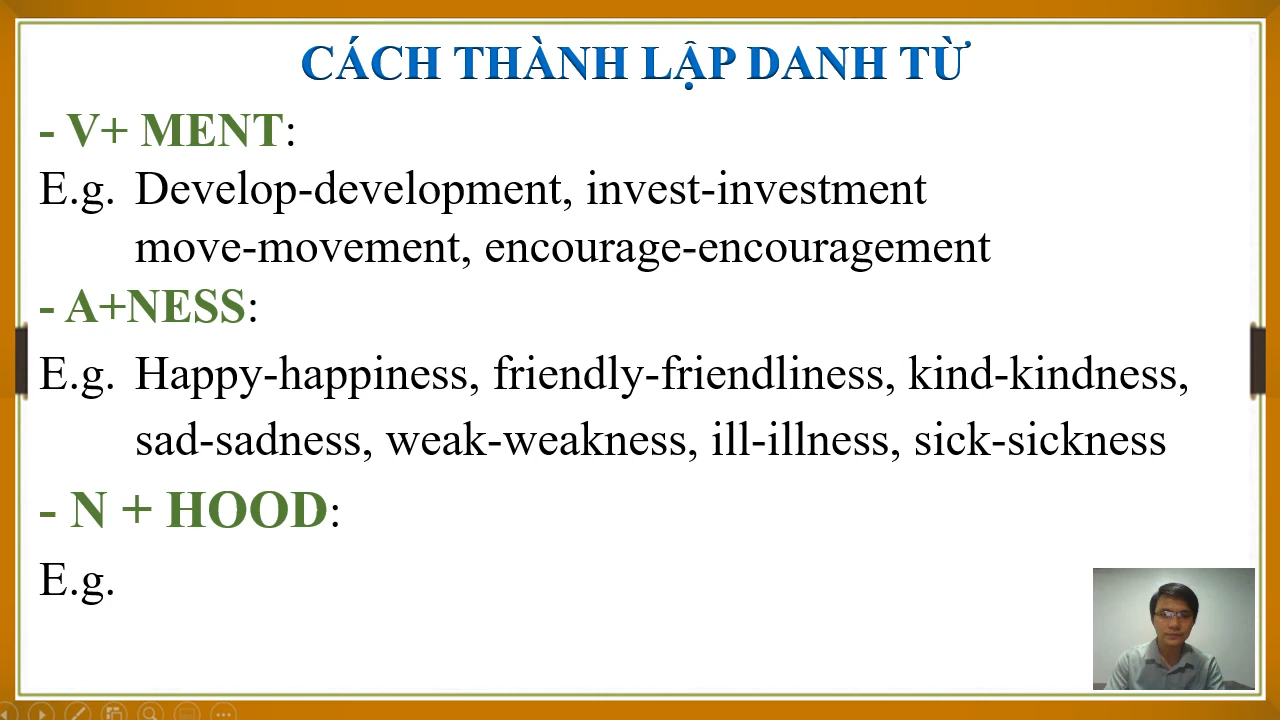 CÁCH THÀNH LẬP DANH TỪ
- V+ MENT:
E.g. Develop-development, invest-investment
move-movement, encourage-encouragement
- A+NESS:
E.g. Happy-happiness, friendly-friendliness, kind-kindness,
sad-sadness, weak-weakness, ill-illness, sick-sickness
- N + HOOD:
E.g.